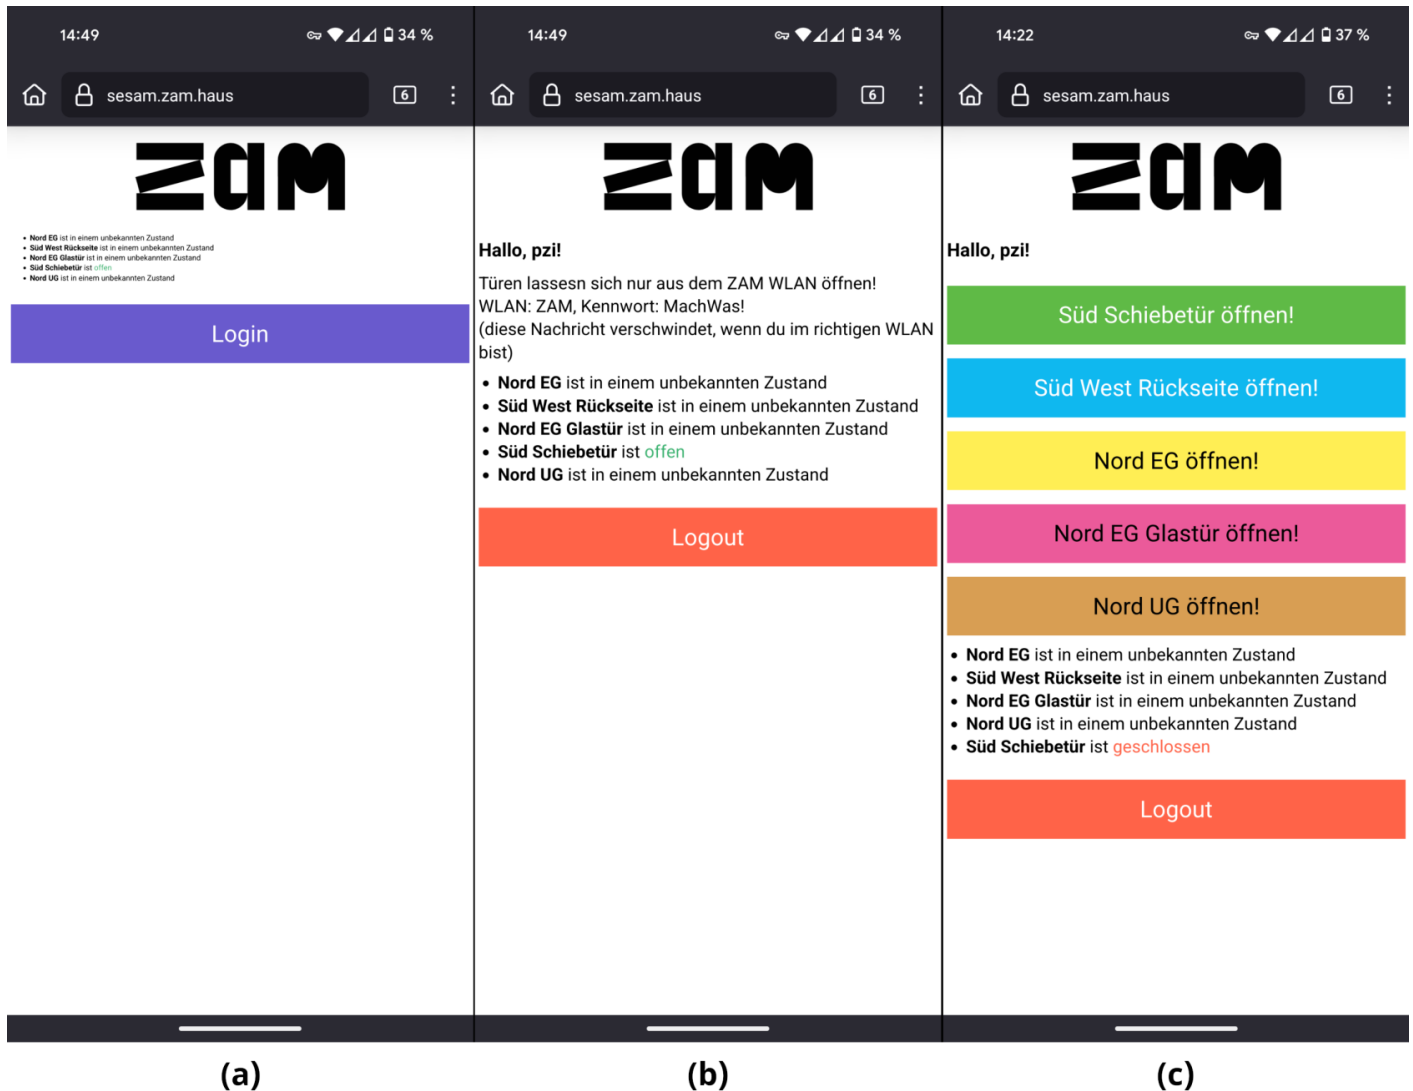 14:49
34 %
sesam.zam.haus
6
zam
Nord EG ist in einem unbekannten Zustand
Süd West Rückseite ist in einem unbekannten Zustand
Nord EG Glastür ist in einem unbekannten Zustand
Süd Schiebetür ist offen
Nord UG ist in einem unbekannten Zustand
Login
(a)
14:49
34 %
sesam.zam.haus
6
zam
Hallo, pzi!
Türen lassesn sich nur aus dem ZAM WLAN öffnen!
WLAN: ZAM, Kennwort: MachWas!
(diese Nachricht verschwindet, wenn du im richtigen WLAN
bist)
Nord EG ist in einem unbekannten Zustand
Süd West Rückseite ist in einem unbekannten Zustand
Nord EG Glastür ist in einem unbekannten Zustand
Süd Schiebetür ist offen
Nord UG ist in einem unbekannten Zustand
Logout
(b)
14:22
37 %
sesam.zam.haus
6
zam
Hallo, pzi!
Süd Schiebetür öffnen!
Süd West Rückseite öffnen!
Nord EG öffnen!
Nord EG Glastür öffnen!
Nord UG öffnen!
Nord EG ist in einem unbekannten Zustand
Süd West Rückseite ist in einem unbekannten Zustand
Nord EG Glastür ist in einem unbekannten Zustand
Nord UG ist in einem unbekannten Zustand
Süd Schiebetür ist geschlossen
Logout
(c)